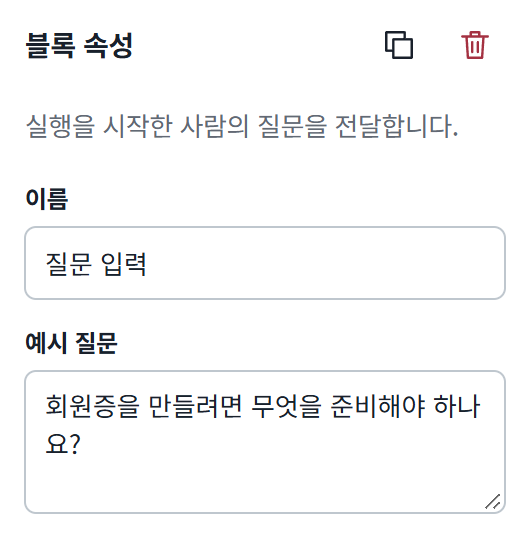 블록 속성
실행을 시작한 사람의 질문을 전달합니다.
이름
질문 입력
예시 질문
회원증을 만들려면 무엇을 준비해야 하나
요?